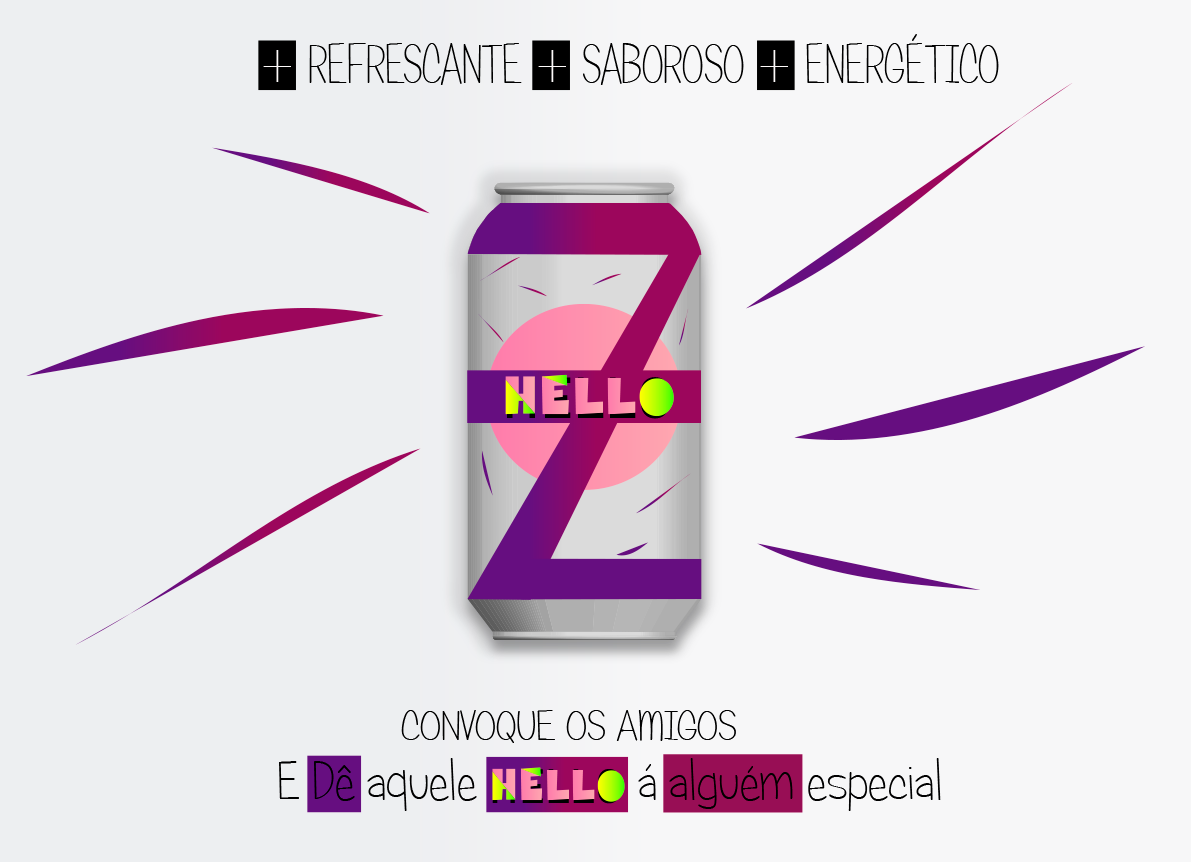 + REFRESCANTE + SABOROSO + ENERGÉTICO
Z
HELLO
CONVOQUE OS AMIGOS
E Dê aquele HELLO á alguém especial